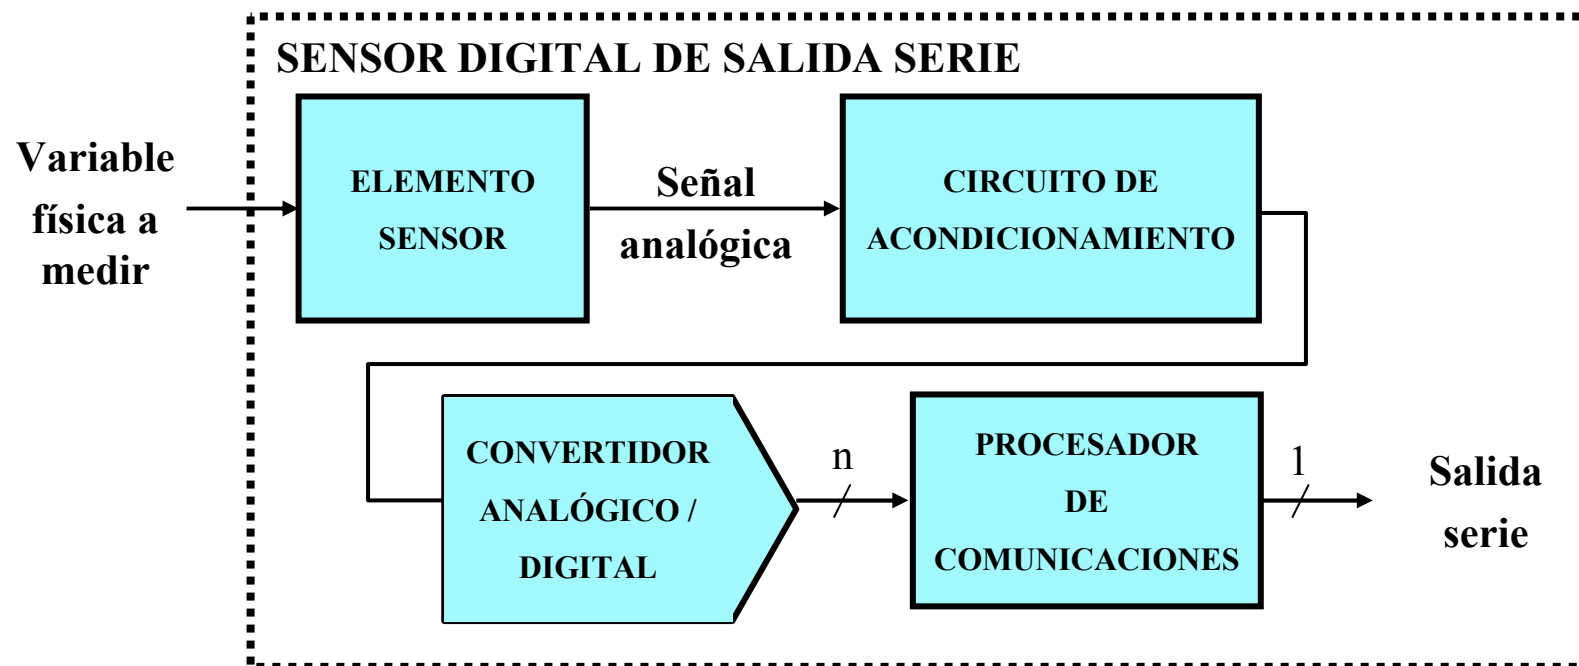 SENSOR DIGITAL DE SALIDA SERIE
Variable
física a
medir
ELEMENTO
SENSOR
Señal
analógica
CIRCUITO DE
ACONDICIONAMIENTO
CONVERTIDOR
ANALÓGICO /
DIGITAL
n
PROCESADOR
DE
COMUNICACIONES
1
Salida
serie